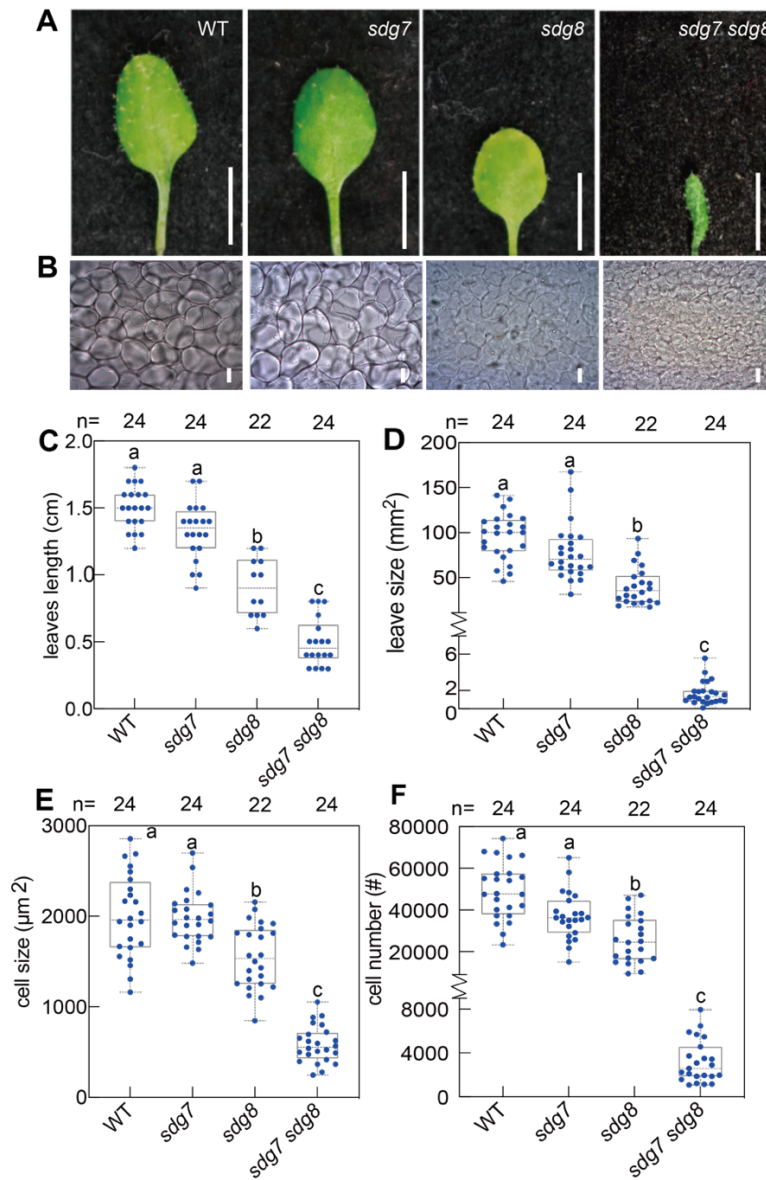 A WT sdg7 sdg8 sdg7 sdg8
B
C n= 24 24 22 24
2.0
1.5
1.0
0.5
0.0
leaves length (cm)
a a b c
WT sdg7 sdg8 sdg7 sdg8
D n= 24 24 22 24
200
150
100
50
6
4
2
0
leave size (mm2)
a a b c
WT sdg7 sdg8 sdg7 sdg8
E n= 24 24 22 24
3000
2000
1000
0
cell size (µm 2)
a a b c
WT sdg7 sdg8 sdg7 sdg8
F n= 24 24 22 24
80000
60000
40000
20000
8000
4000
0
cell number (#)
a a b c
WT sdg7 sdg8 sdg7 sdg8